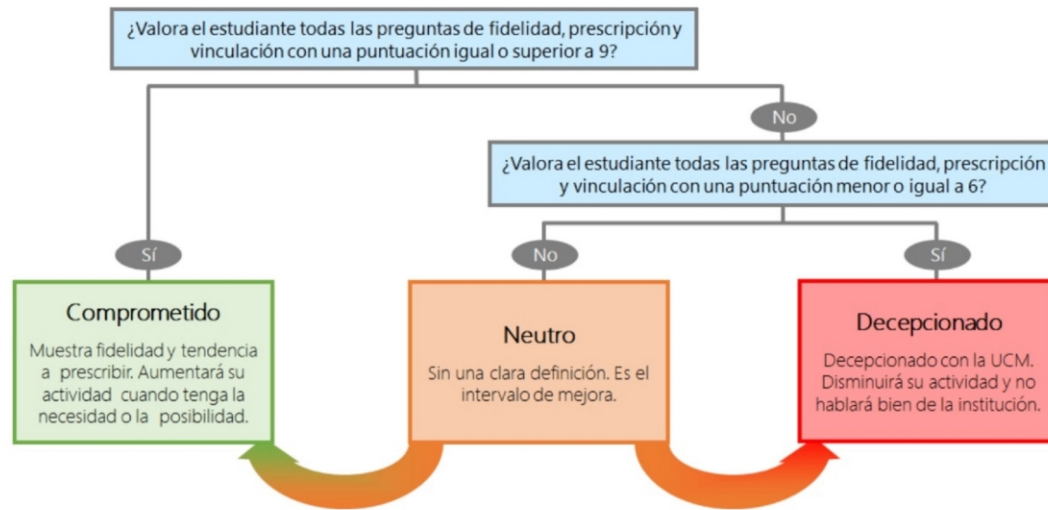 ¿Valora el estudiante todas las preguntas de fidelidad, prescripción y
vinculación con una puntuación igual o superior a 9?
No
¿Valora el estudiante todas las preguntas de fidelidad, prescripción
y vinculación con una puntuación menor o igual a 6?
Sí
No
Sí
Comprometido
Muestra fidelidad y tendencia
a prescribir. Aumentará su
actividad cuando tenga la
necesidad o la posibilidad.
Neutro
Sin una clara definición. Es el
intervalo de mejora.
Decepcionado
Decepcionado con la UCM.
Disminuirá su actividad y no
hablará bien de la institución.